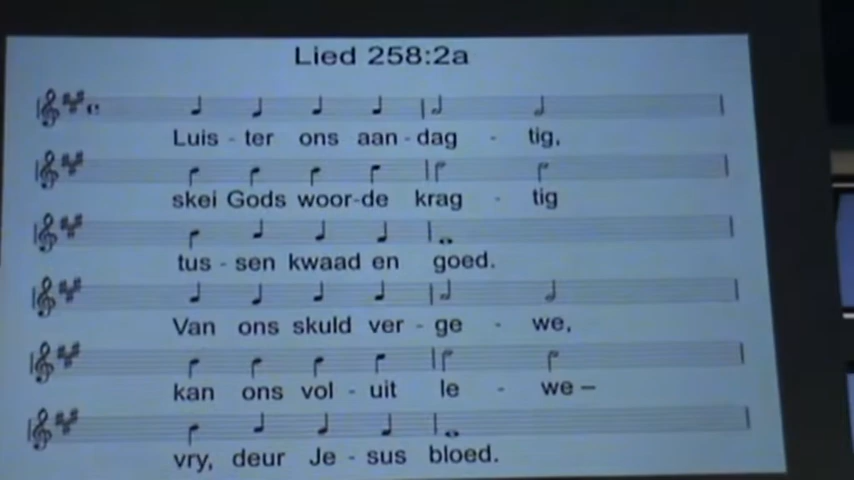 Lied 258:2a
Luis - ter ons aan - dag - tig,
skei Gods woor-de krag - tig
tus - sen kwaad en goed.
Van ons skuld ver - ge - we,
kan ons vol - uit le - we –
vry, deur Je - sus bloed.